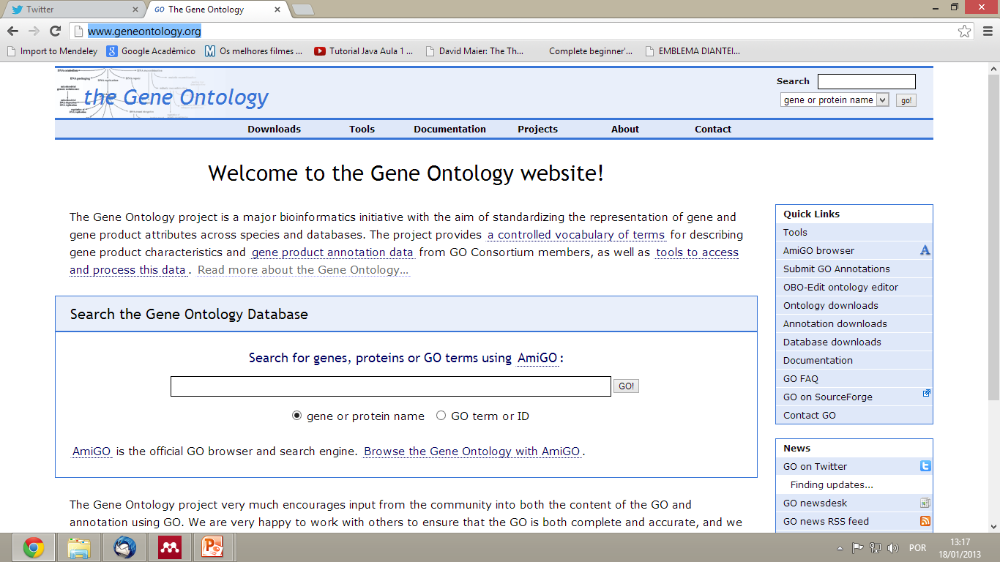 Twitter
GO The Gene Ontology
www.geneontology.org
Import to Mendeley
Google Académico
Os melhores filmes ...
Tutorial Java Aula 1 ...
David Maier: The Th...
Complete beginner'...
EMBLEMA DIANTEI...
the Gene Ontology
Search
gene or protein name go!
Downloads Tools Documentation Projects About Contact
Welcome to the Gene Ontology website!
The Gene Ontology project is a major bioinformatics initiative with the aim of standardizing the representation of gene and
gene product attributes across species and databases. The project provides a controlled vocabulary of terms for describing
gene product characteristics and gene product annotation data from GO Consortium members, as well as tools to access
and process this data. Read more about the Gene Ontology...
Search the Gene Ontology Database
Search for genes, proteins or GO terms using AmiGO:
GO!
gene or protein name GO term or ID
AmiGO is the official GO browser and search engine. Browse the Gene Ontology with AmiGO.
The Gene Ontology project very much encourages input from the community into both the content of the GO and
annotation using GO. We are very happy to work with others to ensure that the GO is both complete and accurate, and we
Quick Links
Tools
AmiGO browser
Submit GO Annotations
OBO-Edit ontology editor
Ontology downloads
Annotation downloads
Database downloads
Documentation
GO FAQ
GO on SourceForge
Contact GO
News
GO on Twitter
Finding updates...
GO newsdesk
GO news RSS feed
POR
13:17
18/01/2013